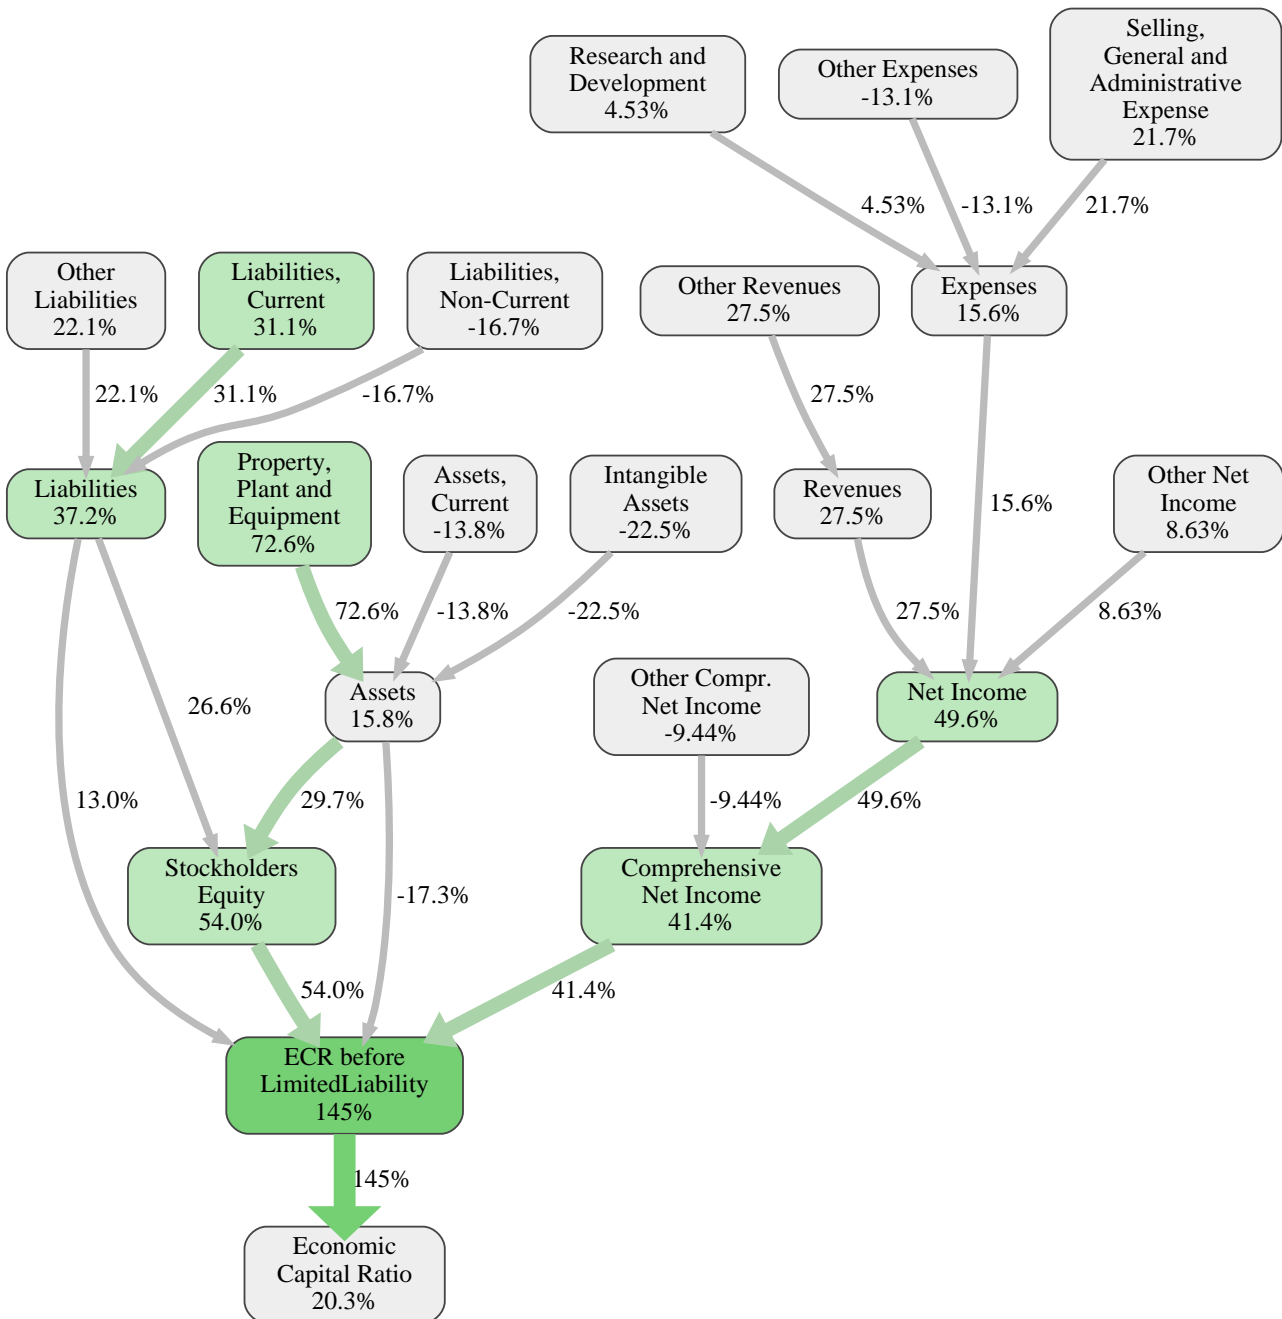 Research and
Development
4.53%
Other Expenses
-13.1%
Selling,
General and
Administrative
Expense
21.7%
4.53%
-13.1%
21.7%
Other
Liabilities
22.1%
Liabilities,
Current
31.1%
Liabilities,
Non-Current
-16.7%
Other Revenues
27.5%
Expenses
15.6%
22.1%
31.1%
-16.7%
27.5%
Liabilities
37.2%
Property,
Plant and
Equipment
72.6%
Assets,
Current
-13.8%
Intangible
Assets
-22.5%
Revenues
27.5%
15.6%
Other Net
Income
8.63%
72.6%
-13.8%
-22.5%
27.5%
8.63%
26.6%
Assets
15.8%
Other Compr.
Net Income
-9.44%
Net Income
49.6%
13.0%
29.7%
-9.44%
49.6%
Stockholders
Equity
54.0%
-17.3%
Comprehensive
Net Income
41.4%
54.0%
41.4%
ECR before
LimitedLiability
145%
145%
Economic
Capital Ratio
20.3%